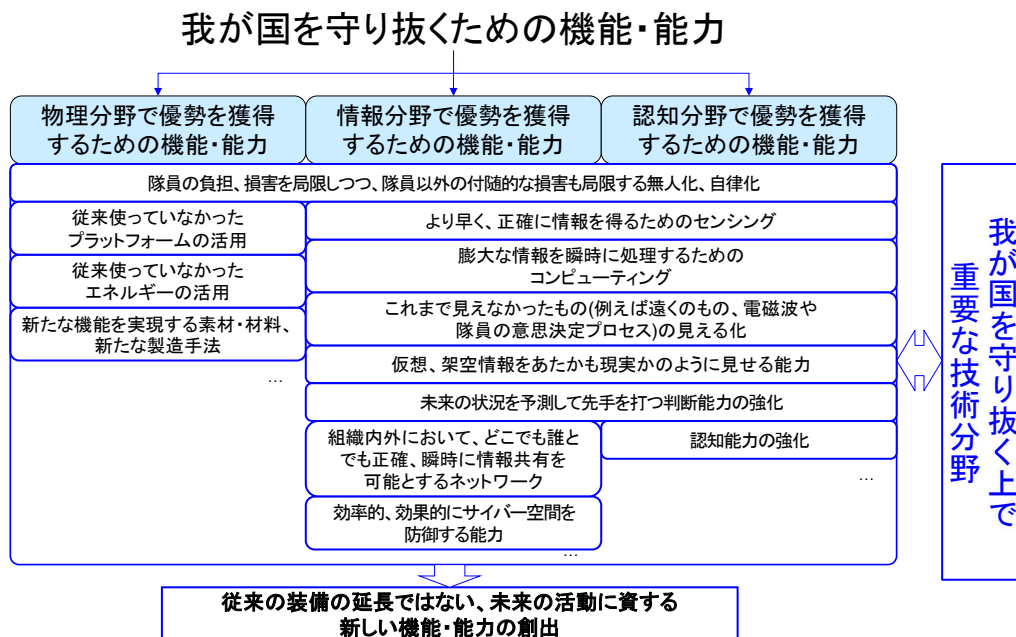 我が国を守り抜くための機能・能力
物理分野で優勢を獲得
するための機能・能力
情報分野で優勢を獲得
するための機能・能力
認知分野で優勢を獲得
するための機能・能力
隊員の負担、損害を局限しつつ、隊員以外の付随的な損害も局限する無人化、自律化
従来使っていなかった
プラットフォームの活用
従来使っていなかった
エネルギーの活用
新たな機能を実現する素材・材料、
新たな製造手法
…
より早く、正確に情報を得るためのセンシング
膨大な情報を瞬時に処理するための
コンピューティング
これまで見えなかったもの(例えば遠くのもの、電磁波や
隊員の意思決定プロセス)の見える化
仮想、架空情報をあたかも現実かのように見せる能力
未来の状況を予測して先手を打つ判断能力の強化
組織内外において、どこでも誰と
でも正確、瞬時に情報共有を
可能とするネットワーク
効率的、効果的にサイバー空間を
防御する能力
…
認知能力の強化
…
我が国を守り抜く上で
重要な技術分野
従来の装備の延長ではない、未来の活動に資する
新しい機能・能力の創出